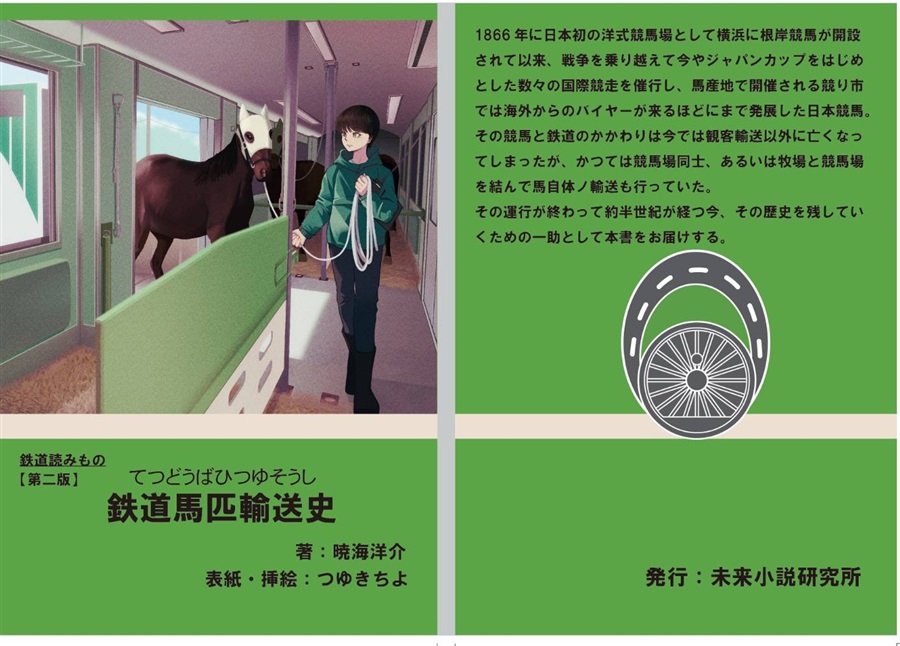 鉄道読みもの
【第二版】
てつどうばひつゆそうし
鉄道馬匹輸送史
著：暁海洋介
表紙・挿絵：つゆきちよ
1866年に日本初の洋式競馬場として横浜に根岸競馬が開設
されて以来、戦争を乗り越えて今やジャパンカップをはじめ
とした数々の国際競走を催行し、馬産地で開催される競り市
では海外からのバイヤーが来るほどにまで発展した日本競馬。
その競馬と鉄道のかかわりは今では観客輸送以外に亡くなっ
てしまったが、かつては競馬場同士、あるいは牧場と競馬場
を結んで馬自体ノ輸送も行っていた。
その運行が終わって約半世紀が経つ今、その歴史を残してい
くための一助として本書をお届けする。
発行：未来小説研究所